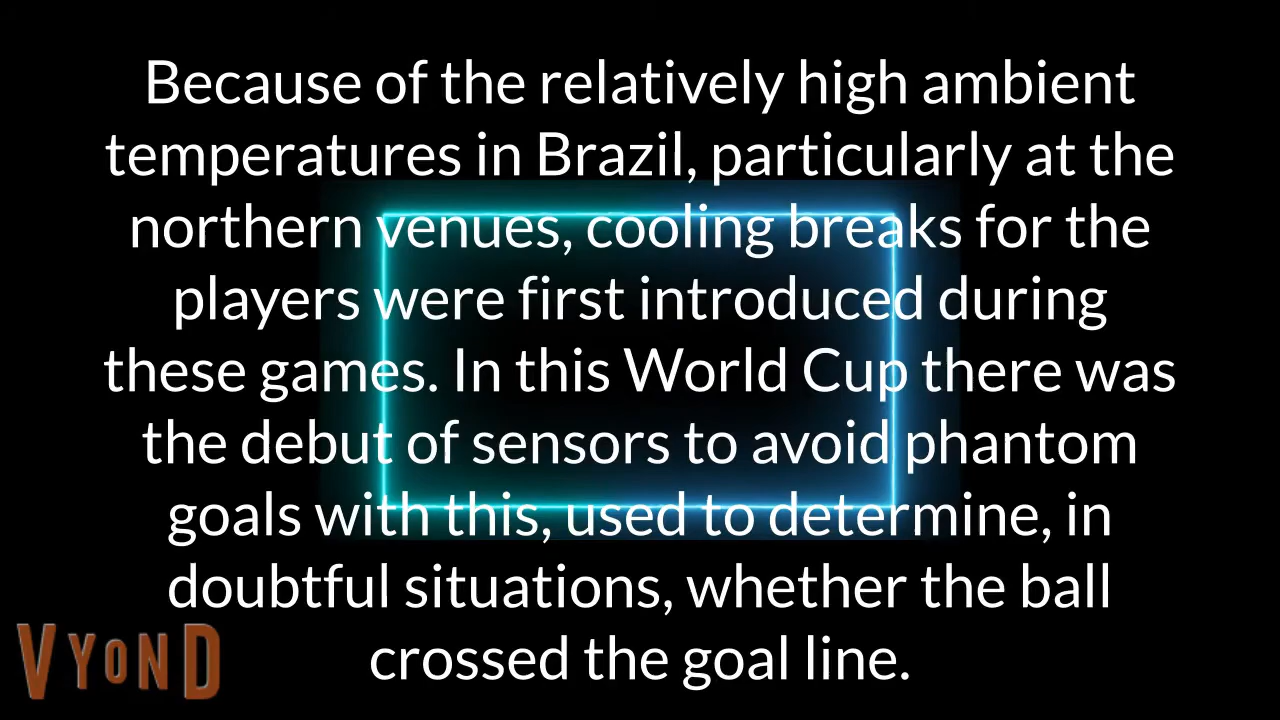 Because of the relatively high ambient
temperatures in Brazil, particularly at the
northern venues, cooling breaks for the
players were first introduced during
these games. In this World Cup there was
the debut of sensors to avoid phantom
goals with this, used to determine, in
doubtful situations, whether the ball
crossed the goal line.
VYOND